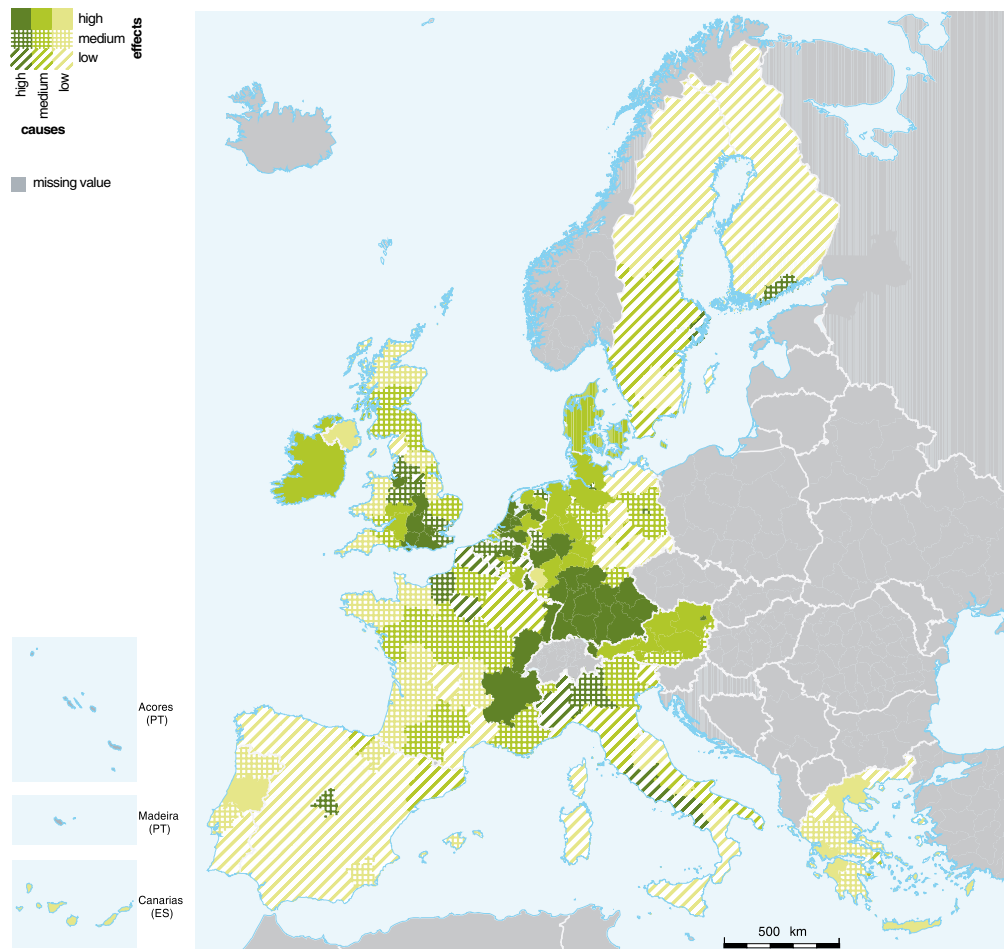 high
medium
low
effects
high
medium
low
causes
missing value
Acores
(PT)
Madeira
(PT)
Canarias
(ES)
500 km